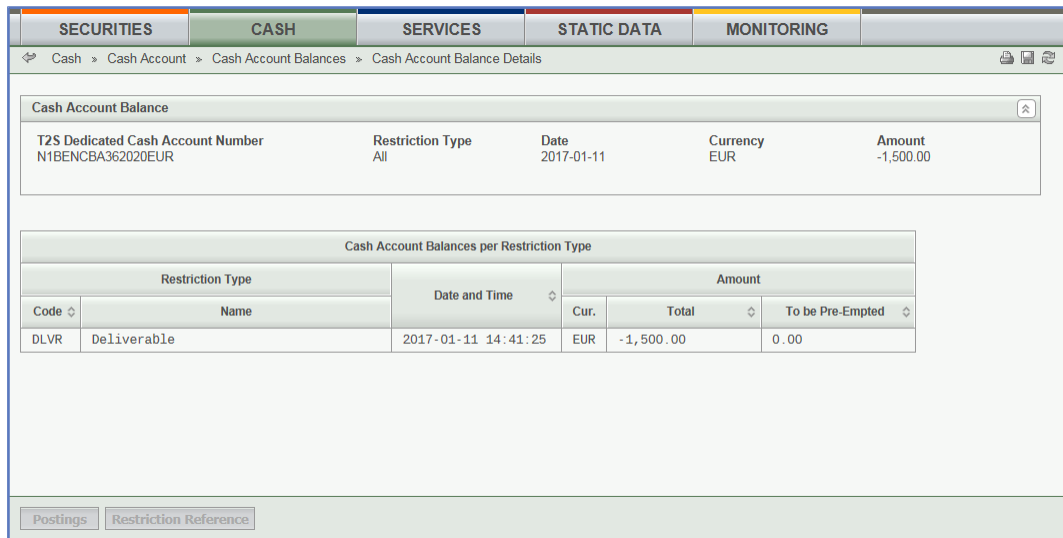 SECURITIES CASH SERVICES STATIC DATA MONITORING
Cash » Cash Account » Cash Account Balances » Cash Account Balance Details
Cash Account Balance
T2S Dedicated Cash Account Number Restriction Type Date Currency Amount
N1BENCBA362020EUR All 2017-01-11 EUR -1,500.00
Cash Account Balances per Restriction Type
Restriction Type Date and Time Amount
Code Name Cur. Total To be Pre-Empted
DLVR Deliverable 2017-01-11 14:41:25 EUR -1,500.00 0.00
Postings Restriction Reference